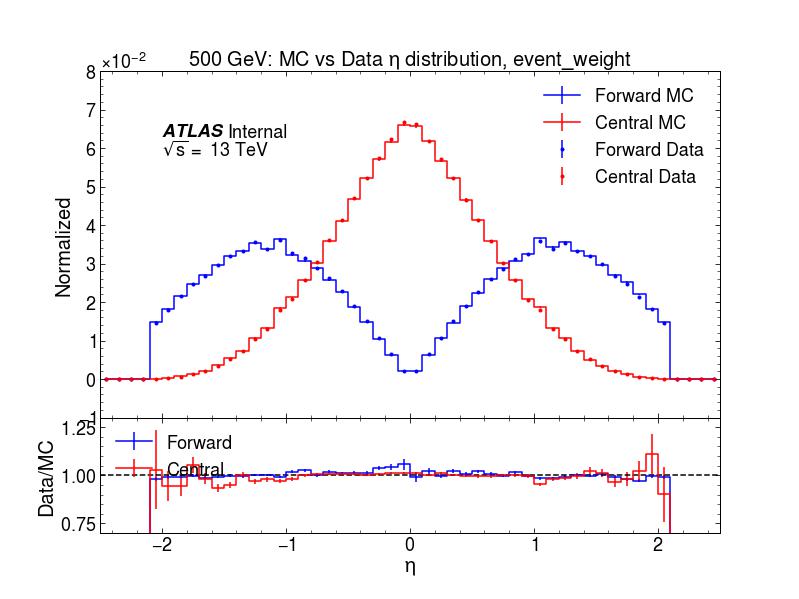 ×10−2
500 GeV: MC vs Data η distribution, event_weight
8
7
6
5
4
3
2
1
0
−1
Normalized
ATLAS Internal
√s = 13 TeV
Forward MC
Central MC
Forward Data
Central Data
1.25
1.00
0.75
Data/MC
Forward
Central
−2
−1
0
1
2
η